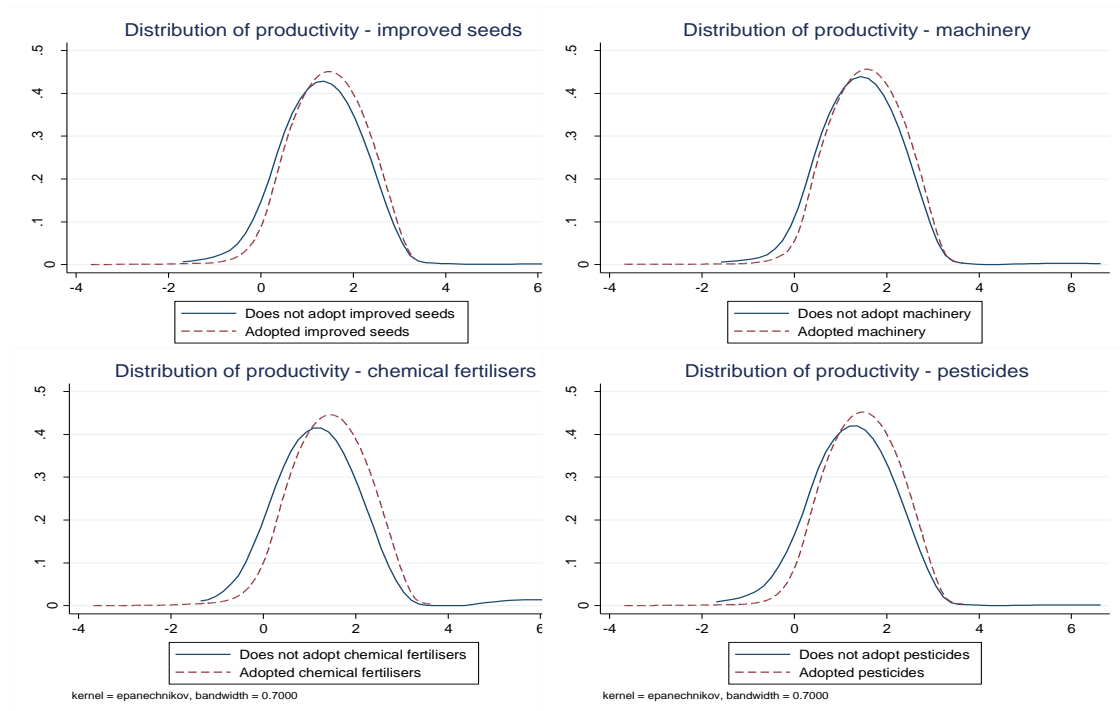 Distribution of productivity - improved seeds
.5
.4
.3
.2
.1
0
-4 -2 0 2 4 6
Does not adopt improved seeds
Adopted improved seeds
Distribution of productivity - machinery
.5
.4
.3
.2
.1
0
-4 -2 0 2 4 6
Does not adopt machinery
Adopted machinery
Distribution of productivity - chemical fertilisers
.5
.4
.3
.2
.1
0
-4 -2 0 2 4 6
Does not adopt chemical fertilisers
Adopted chemical fertilisers
kernel = epanechnikov, bandwidth = 0.7000
Distribution of productivity - pesticides
.5
.4
.3
.2
.1
0
-4 -2 0 2 4 6
Does not adopt pesticides
Adopted pesticides
kernel = epanechnikov, bandwidth = 0.7000